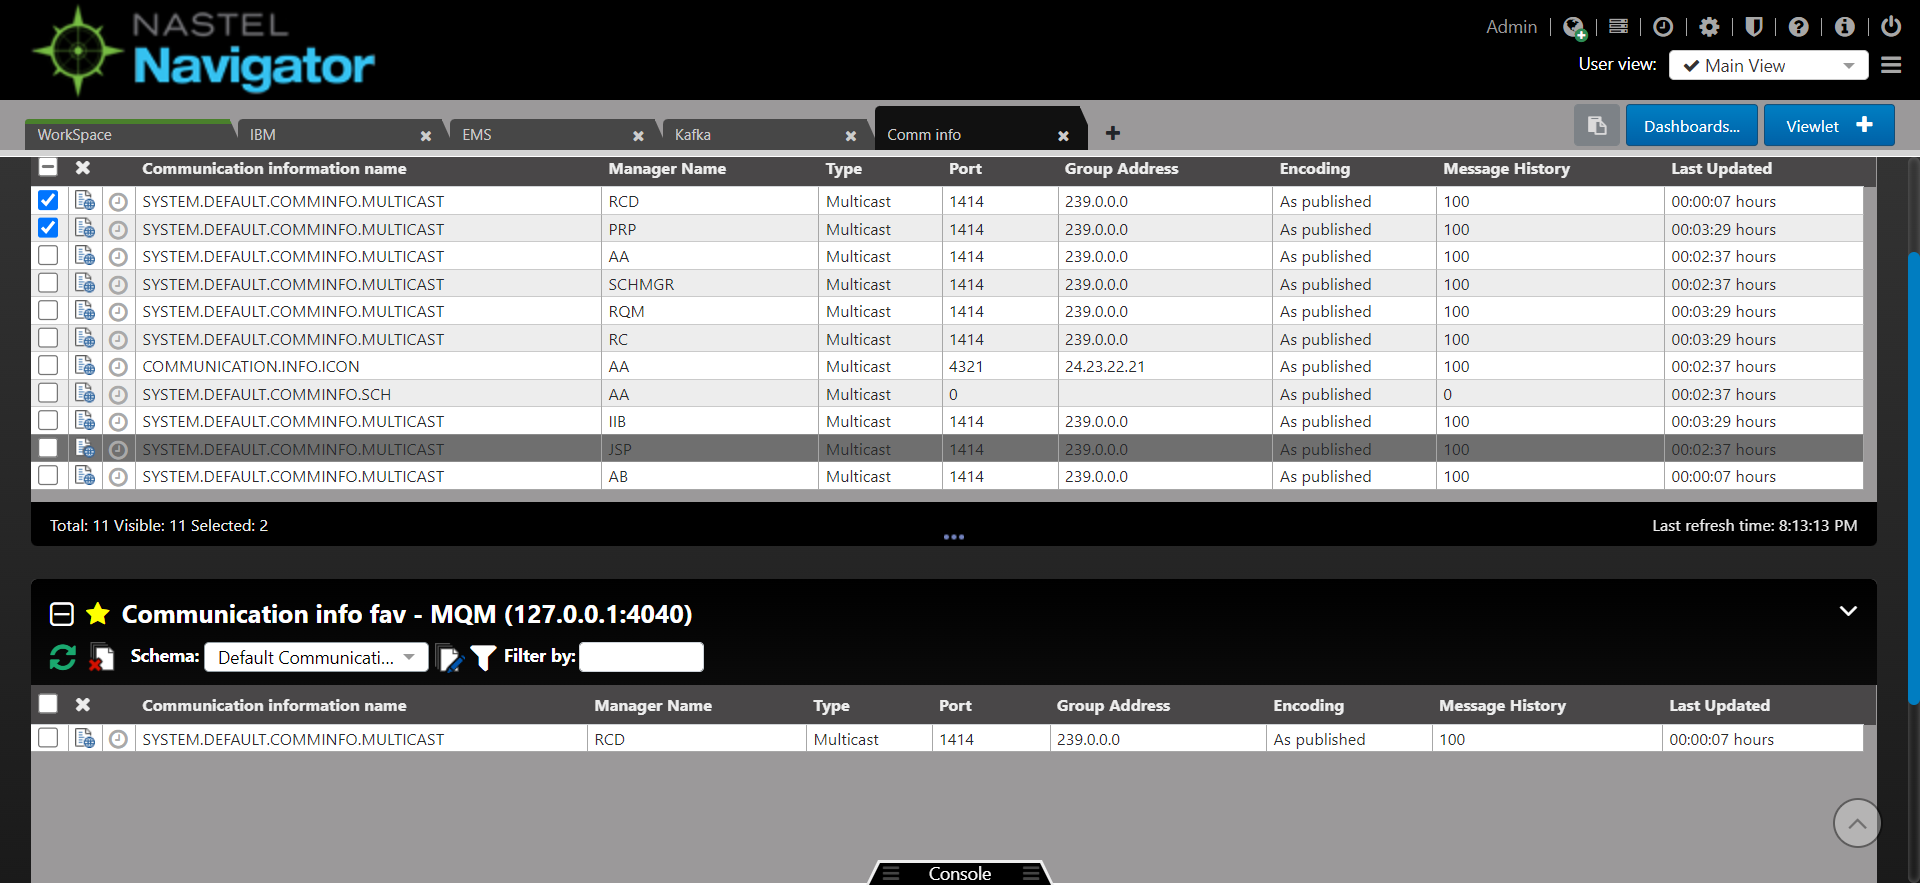 NASTEL
Navigator
Admin
User view: Main View
WorkSpace IBM EMS Kafka Comm info
Dashboards... Viewlet
Communication information name Manager Name Type Port Group Address Encoding Message History Last Updated
SYSTEM.DEFAULT.COMMINFO.MULTICAST RCD Multicast 1414 239.0.0.0 As published 100 00:00:07 hours
SYSTEM.DEFAULT.COMMINFO.MULTICAST PRP Multicast 1414 239.0.0.0 As published 100 00:03:29 hours
SYSTEM.DEFAULT.COMMINFO.MULTICAST AA Multicast 1414 239.0.0.0 As published 100 00:02:37 hours
SYSTEM.DEFAULT.COMMINFO.MULTICAST SCHMGR Multicast 1414 239.0.0.0 As published 100 00:02:37 hours
SYSTEM.DEFAULT.COMMINFO.MULTICAST RQM Multicast 1414 239.0.0.0 As published 100 00:03:29 hours
SYSTEM.DEFAULT.COMMINFO.MULTICAST RC Multicast 1414 239.0.0.0 As published 100 00:03:29 hours
COMMUNICATION.INFO.ICON AA Multicast 4321 24.23.22.21 As published 100 00:02:37 hours
SYSTEM.DEFAULT.COMMINFO.SCH AA Multicast 0 As published 0 00:02:37 hours
SYSTEM.DEFAULT.COMMINFO.MULTICAST IIB Multicast 1414 239.0.0.0 As published 100 00:03:29 hours
SYSTEM.DEFAULT.COMMINFO.MULTICAST JSP Multicast 1414 239.0.0.0 As published 100 00:02:37 hours
SYSTEM.DEFAULT.COMMINFO.MULTICAST AB Multicast 1414 239.0.0.0 As published 100 00:00:07 hours
Total: 11 Visible: 11 Selected: 2 Last refresh time: 8:13:13 PM
Communication info fav - MQM (127.0.0.1:4040)
Schema: Default Communicati... Filter by:
Communication information name Manager Name Type Port Group Address Encoding Message History Last Updated
SYSTEM.DEFAULT.COMMINFO.MULTICAST RCD Multicast 1414 239.0.0.0 As published 100 00:00:07 hours
Console